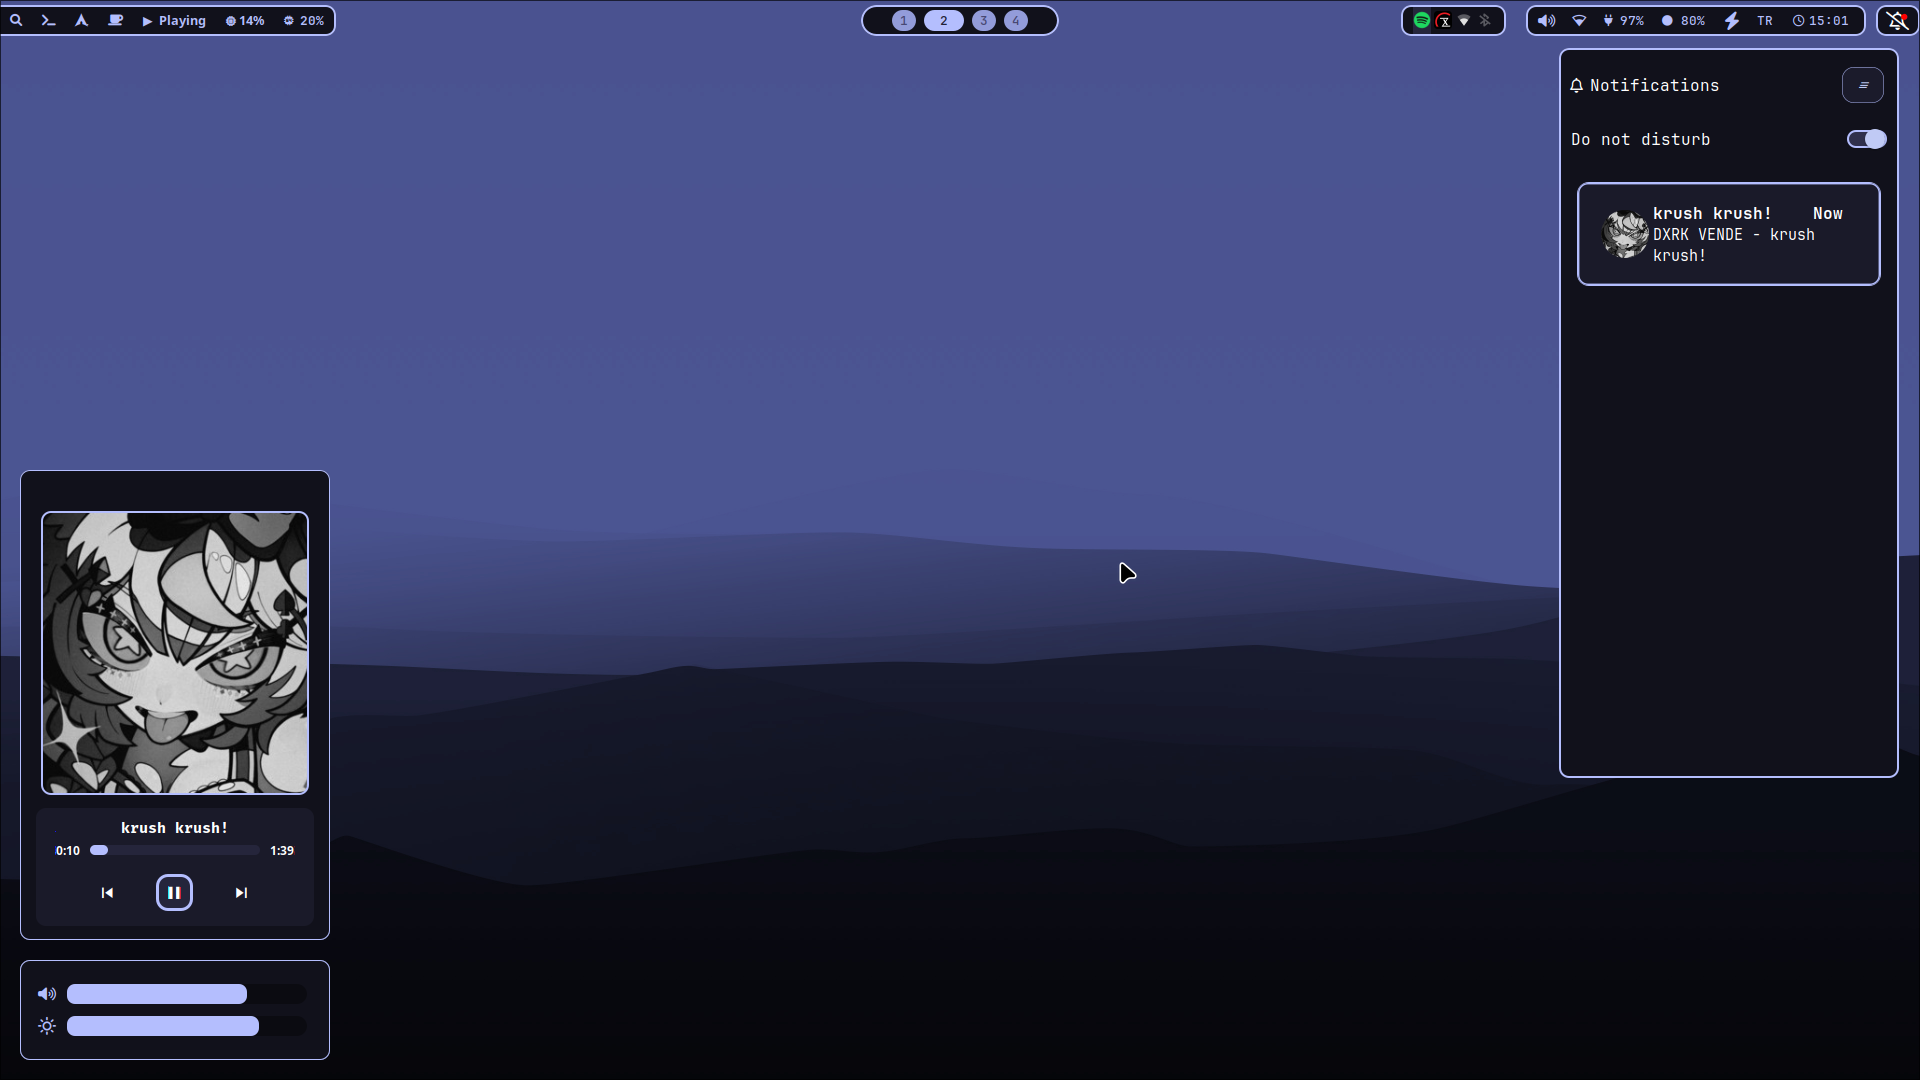 Playing 14% 20%
1 2 3 4
97% 80% TR 15:01
Notifications
Do not disturb
krush krush! Now
DXRK VENDE - krush
krush!
krush krush!
0:10 1:39